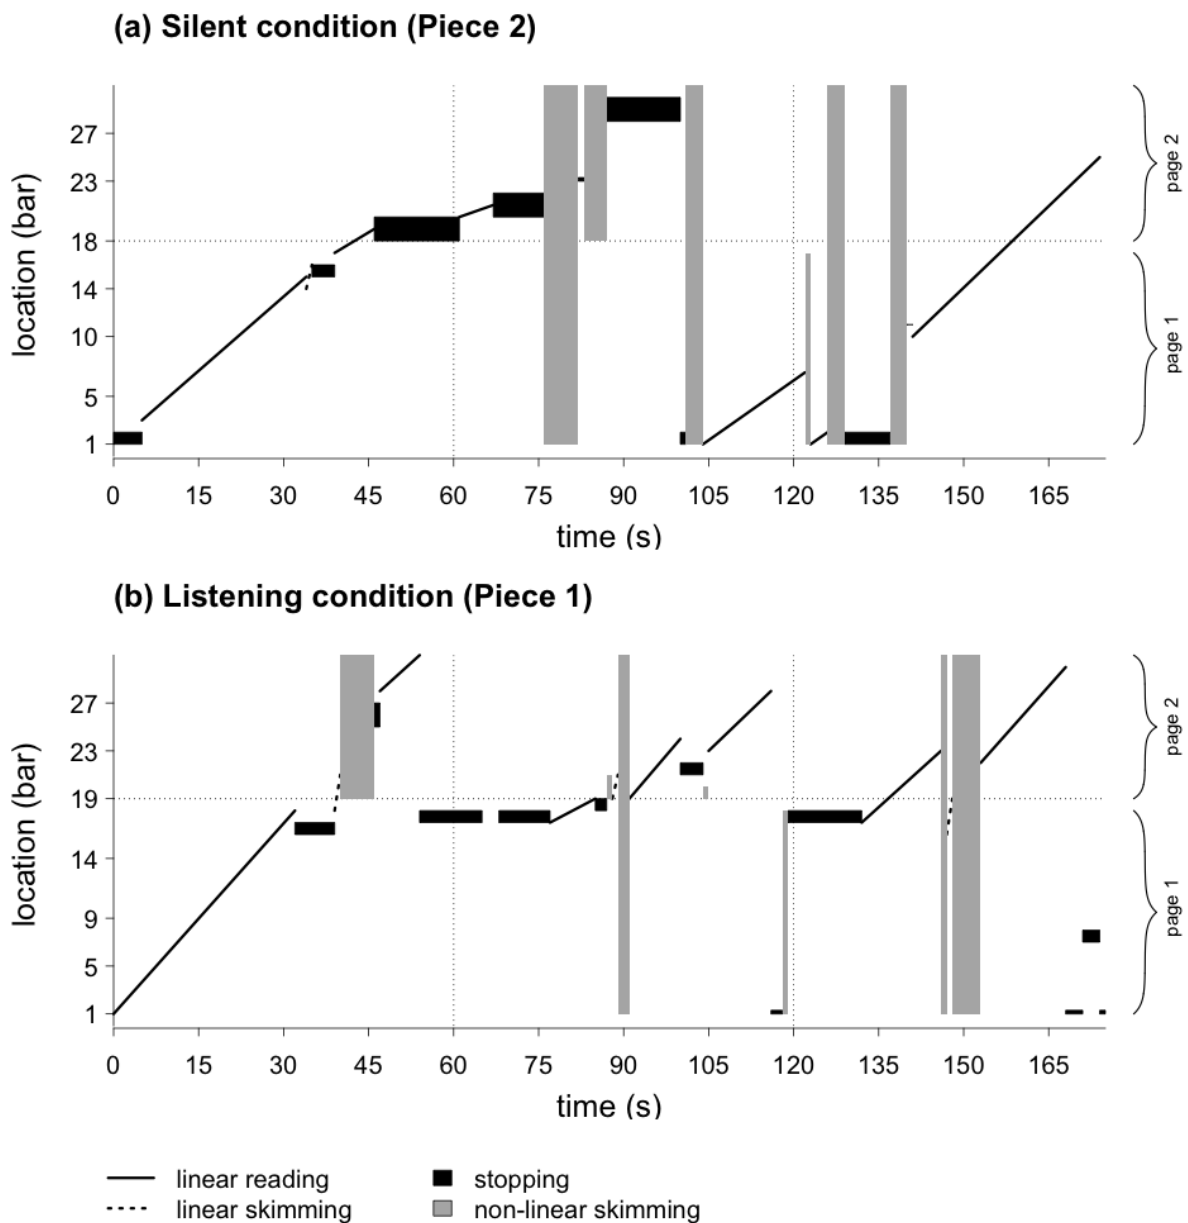 (a) Silent condition (Piece 2)
location (bar)
27
23
18
14
10
5
1
page 2
page 1
0 15 30 45 60 75 90 105 120 135 150 165
time (s)
(b) Listening condition (Piece 1)
location (bar)
27
23
19
14
9
5
1
page 2
page 1
0 15 30 45 60 75 90 105 120 135 150 165
time (s)
linear reading stopping
linear skimming non-linear skimming